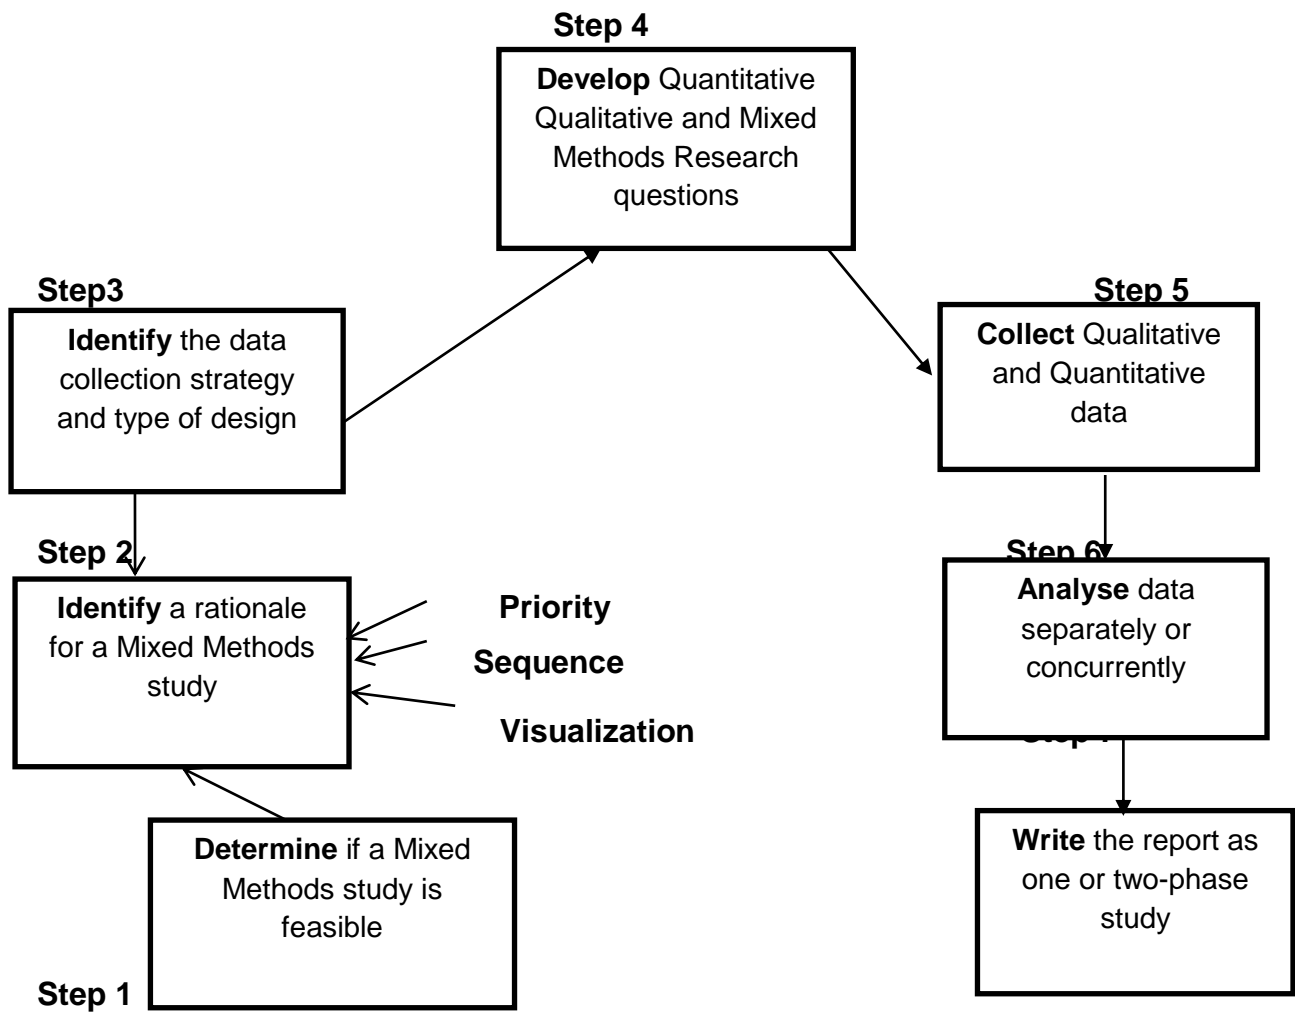 Step 4
Develop Quantitative
Qualitative and Mixed
Methods Research
questions
Step3
Identify the data
collection strategy
and type of design
Step 5
Collect Qualitative
and Quantitative
data
Step 2
Identify a rationale
for a Mixed Methods
study
Priority
Sequence
Visualization
Step 6
Analyse data
separately or
concurrently
Determine if a Mixed
Methods study is
feasible
Step 1
Write the report as
one or two-phase
study